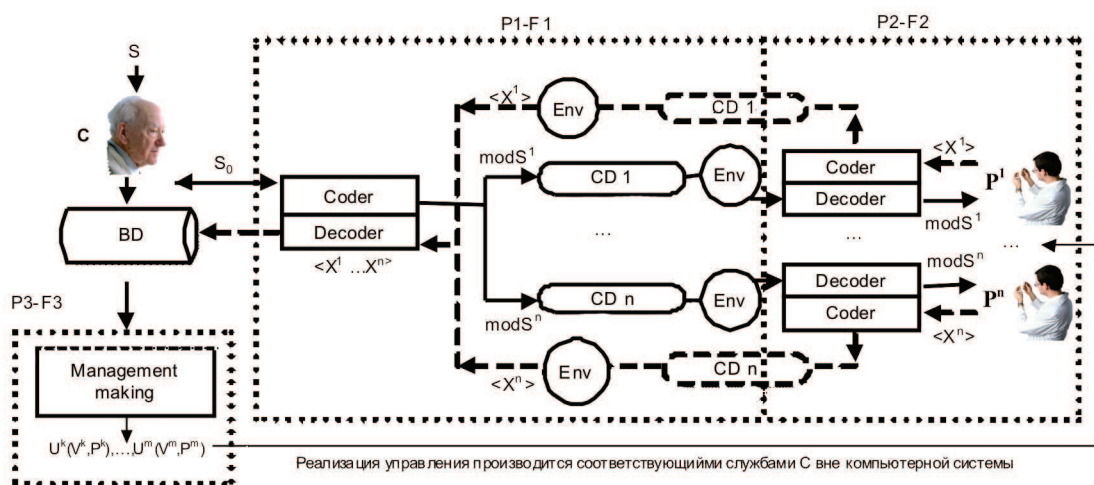 P1-F1
P2-F2
S
<X¹>
Env
CD 1
C
S₀
modS¹
CD 1
Env
Coder
Decoder
<X¹>
P¹
modS¹
Coder
Decoder
<X¹ ...Xⁿ>
BD
...
...
...
P3-F3
modSⁿ
CD n
Env
Decoder
Coder
modSⁿ
Pⁿ
<Xⁿ>
<Xⁿ>
Env
CD n
Management
making
Uᵏ(Vᵏ,Pᵏ),...,Uᵐ(Vᵐ,Pᵐ)
Реализация управления производится соответствующийми службами С вне компьютерной системы